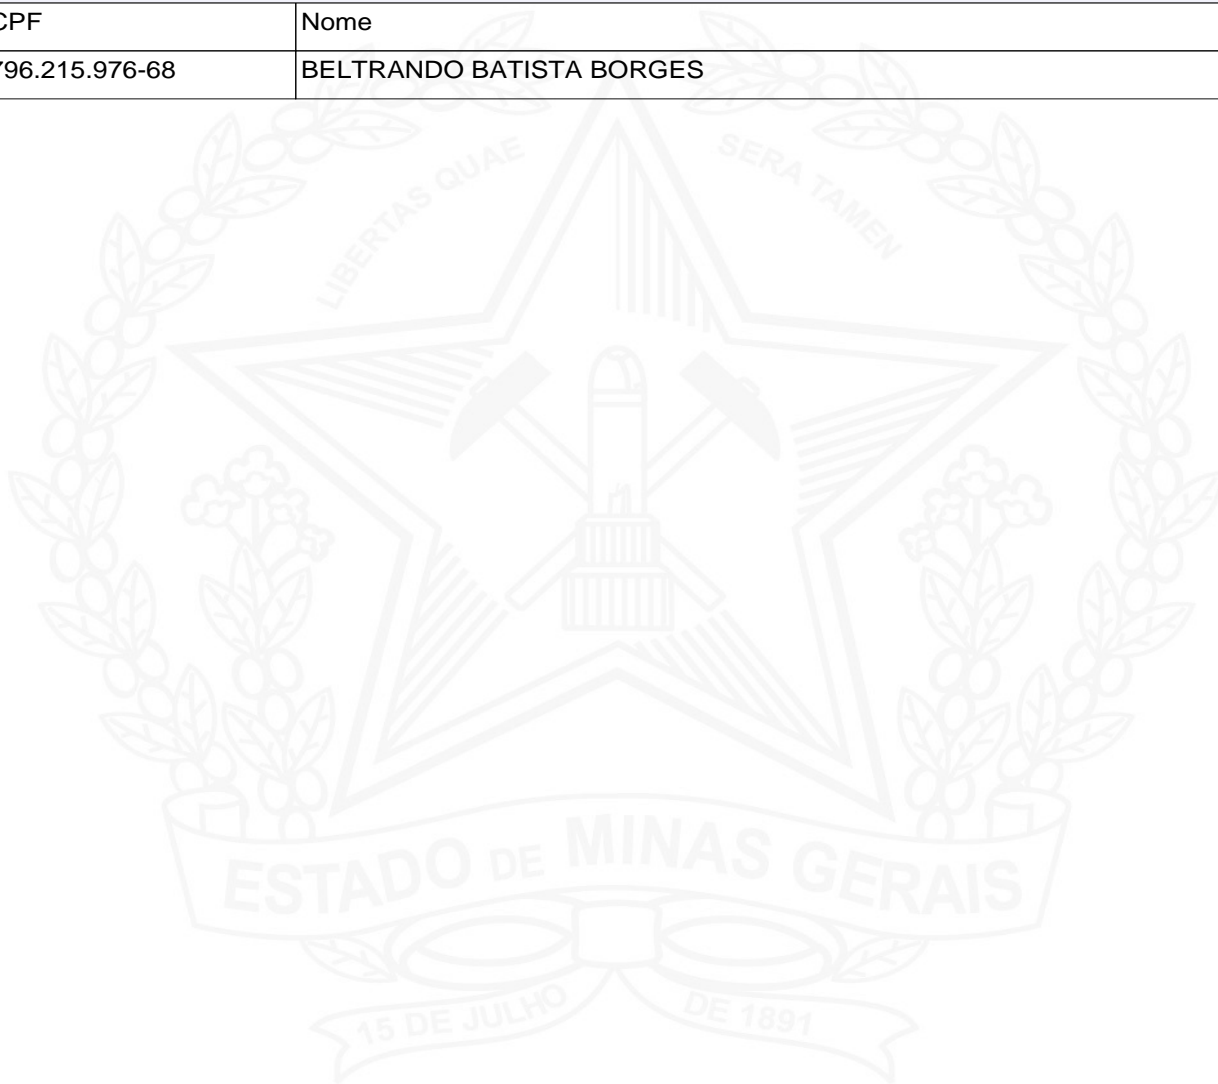 CPF Nome
796.215.976-68 BELTRANDO BATISTA BORGES
LIBERTAS QUAE SERA TAMEN
ESTADO DE MINAS GERAIS
15 DE JULHO DE 1891